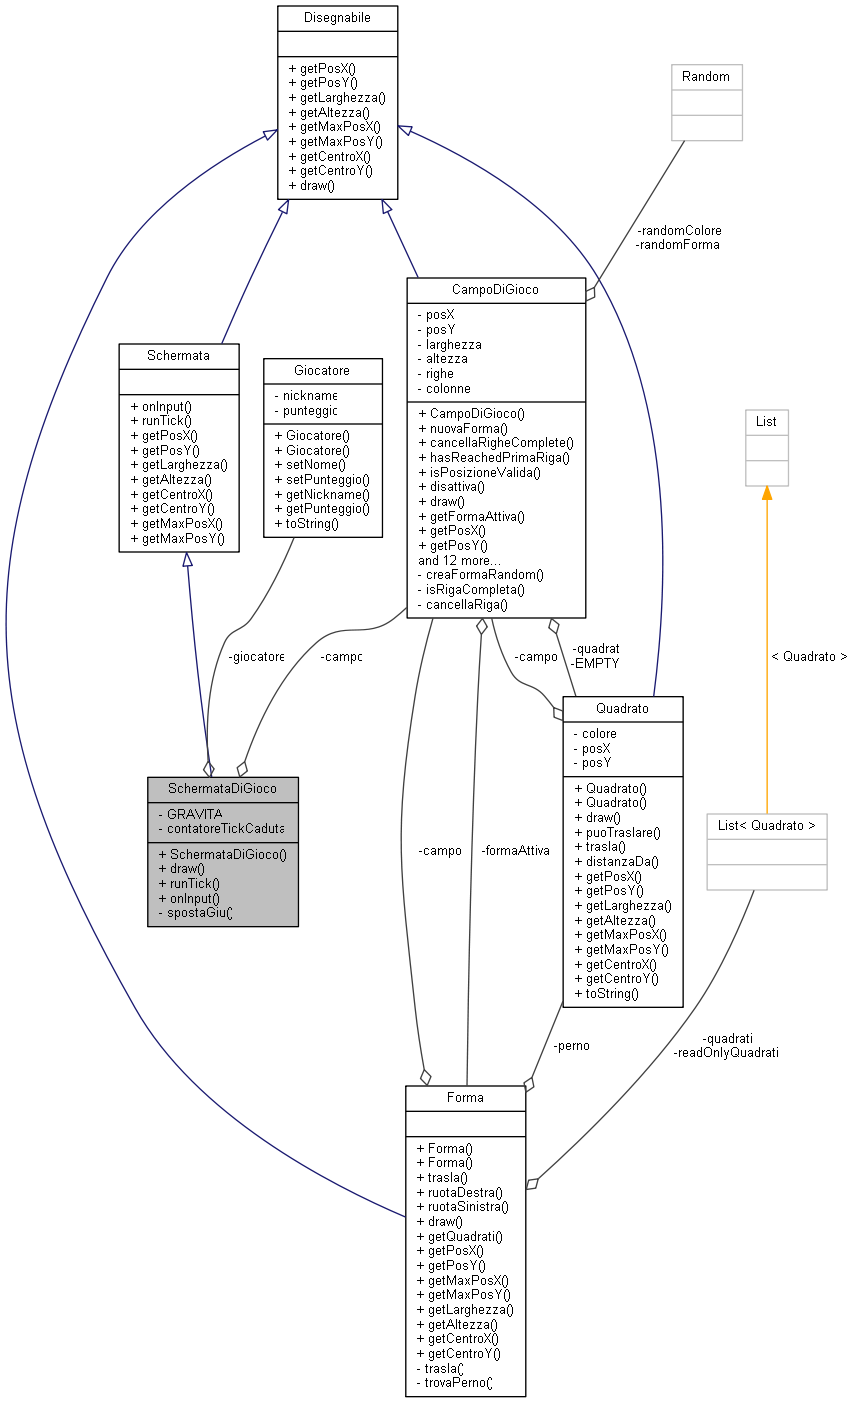 Disegnabile
+ getPosX()
+ getPosY()
+ getLarghezza()
+ getAltezza()
+ getMaxPosX()
+ getMaxPosY()
+ getCentroX()
+ getCentroY()
+ draw()
Random
-randomColore
-randomForma
CampoDiGioco
- posX
- posY
- larghezza
- altezza
- righe
- colonne
+ CampoDiGioco()
+ nuovaForma()
+ cancellaRigheComplete()
+ hasReachedPrimaRiga()
+ isPosizioneValida()
+ disattiva()
+ draw()
+ getFormaAttiva()
+ getPosX()
+ getPosY()
and 12 more...
- creaFormaRandom()
- isRigaCompleta()
- cancellaRiga()
Schermata
+ onInput()
+ runTick()
+ getPosX()
+ getPosY()
+ getLarghezza()
+ getAltezza()
+ getCentroX()
+ getCentroY()
+ getMaxPosX()
+ getMaxPosY()
Giocatore
- nickname
- punteggio
+ Giocatore()
+ Giocatore()
+ setNome()
+ setPunteggio()
+ getNickname()
+ getPunteggio()
+ toString()
List
-giocatore
-campo
-campo
-quadrat
-EMPTY
< Quadrato >
Quadrato
- colore
- posX
- posY
+ Quadrato()
+ Quadrato()
+ draw()
+ puoTraslare()
+ trasla()
+ distanzaDa()
+ getPosX()
+ getPosY()
+ getLarghezza()
+ getAltezza()
+ getMaxPosX()
+ getMaxPosY()
+ getCentroX()
+ getCentroY()
+ toString()
SchermataDiGioco
- GRAVITA
- contatoreTickCaduta
+ SchermataDiGioco()
+ draw()
+ runTick()
+ onInput()
- spostaGiu()
List< Quadrato >
-campo
-formaAttiva
-perno
-quadrati
-readOnlyQuadrati
Forma
+ Forma()
+ Forma()
+ trasla()
+ ruotaDestra()
+ ruotaSinistra()
+ draw()
+ getQuadrati()
+ getPosX()
+ getPosY()
+ getMaxPosX()
+ getMaxPosY()
+ getLarghezza()
+ getAltezza()
+ getCentroX()
+ getCentroY()
- trasla()
- trovaPerno()